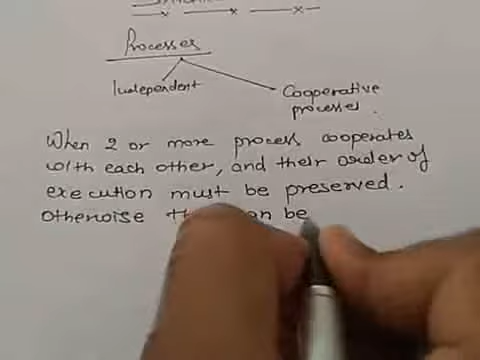 Processes
Independent
Cooperative
processes.
When 2 or more process cooperates
with each other, and their order of
execution must be preserved.
Otherwise can be